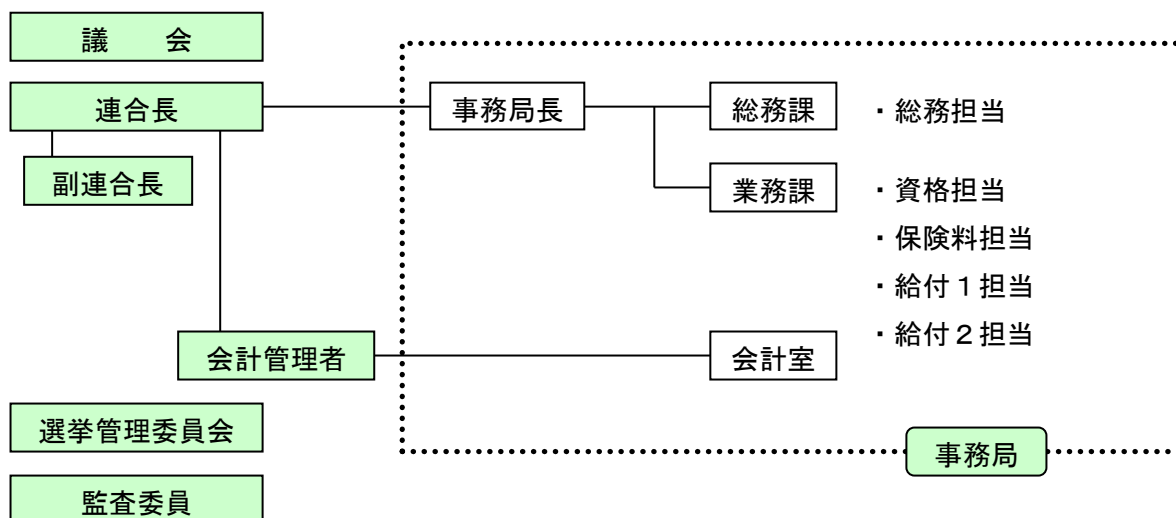 議　　会
連合長
副連合長
事務局長
総務課
・総務担当
業務課
・資格担当
・保険料担当
・給付１担当
・給付２担当
会計管理者
会計室
選挙管理委員会
事務局
監査委員